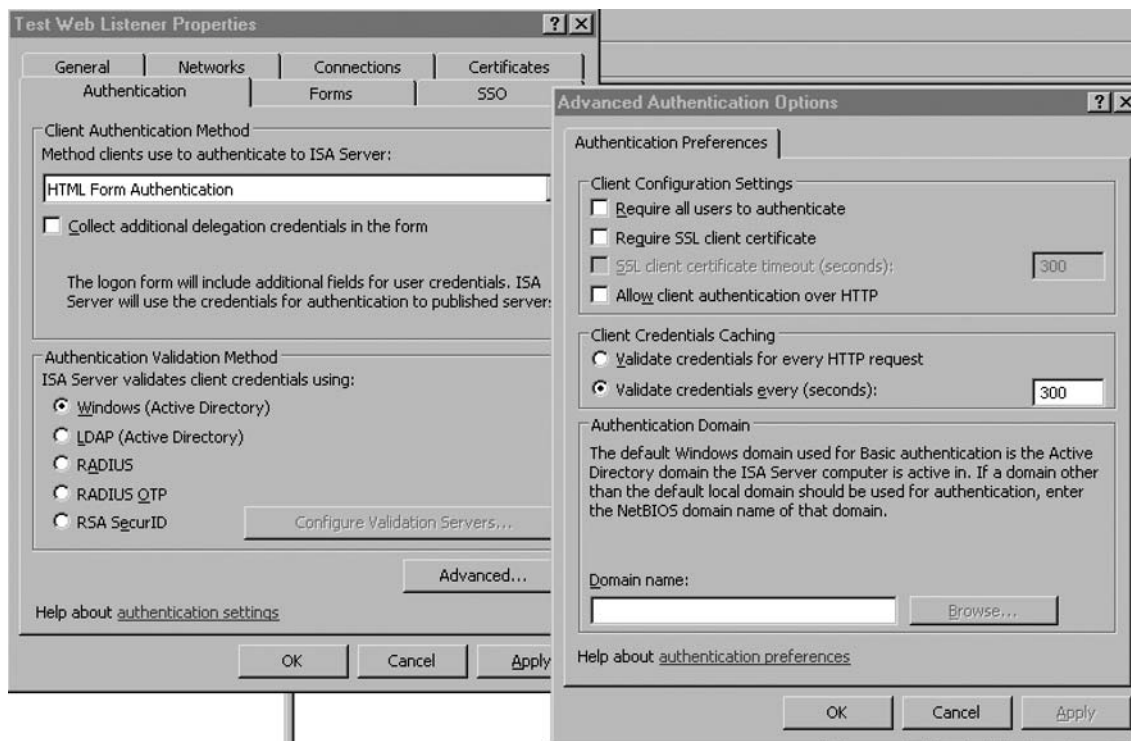 Test Web Listener Properties
General Networks Connections Certificates
Authentication Forms SSO
Client Authentication Method
Method clients use to authenticate to ISA Server:
HTML Form Authentication
Collect additional delegation credentials in the form
The logon form will include additional fields for user credentials. ISA
Server will use the credentials for authentication to published servers
Authentication Validation Method
ISA Server validates client credentials using:
Windows (Active Directory)
LDAP (Active Directory)
RADIUS
RADIUS OTP
RSA SecurID
Configure Validation Servers...
Advanced...
Help about authentication settings
OK Cancel Apply
Advanced Authentication Options
Authentication Preferences
Client Configuration Settings
Require all users to authenticate
Require SSL client certificate
SSL client certificate timeout (seconds): 300
Allow client authentication over HTTP
Client Credentials Caching
Validate credentials for every HTTP request
Validate credentials every (seconds): 300
Authentication Domain
The default Windows domain used for Basic authentication is the Active
Directory domain the ISA Server computer is active in. If a domain other
than the default local domain should be used for authentication, enter
the NetBIOS domain name of that domain.
Domain name:
Browse...
Help about authentication preferences
OK Cancel Apply